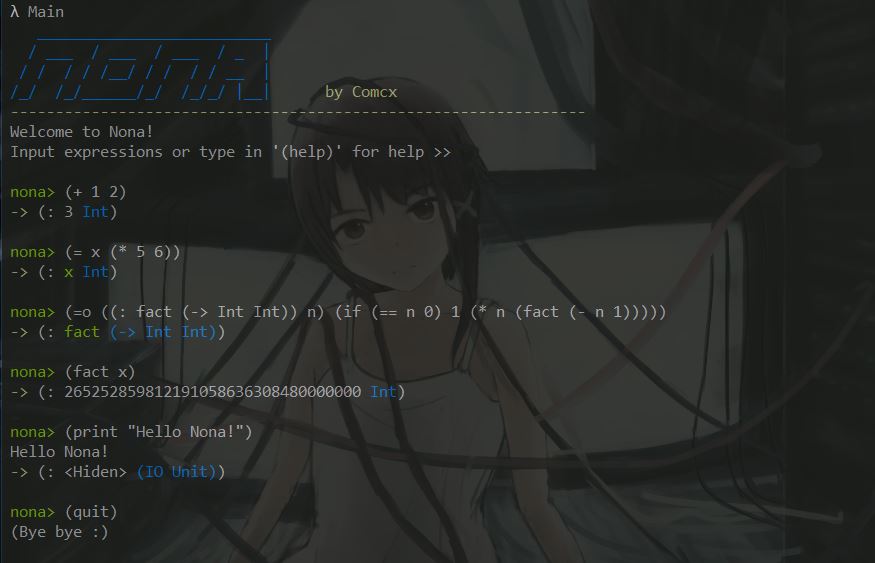 λ Main
nona
by Comcx
------------------------------------------------------------
Welcome to Nona!
Input expressions or type in '(help)' for help >>
nona> (+ 1 2)
-> (: 3 Int)
nona> (= x (* 5 6))
-> (: x Int)
nona> (=o ((: fact (-> Int Int)) n) (if (== n 0) 1 (* n (fact (- n 1)))))
-> (: fact (-> Int Int))
nona> (fact x)
-> (: 265252859812191058636308480000000 Int)
nona> (print "Hello Nona!")
Hello Nona!
-> (: <Hiden> (IO Unit))
nona> (quit)
(Bye bye :)